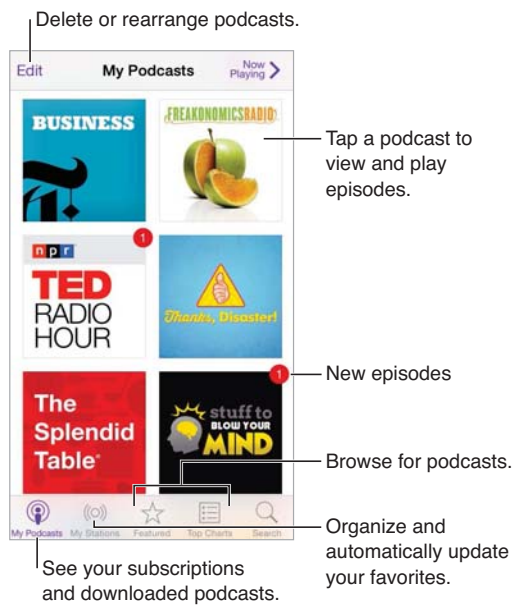 Delete or rearrange podcasts.
Edit
My Podcasts
Now
Playing
BUSINESS
FREAKONOMICSRADIO
Tap a podcast to
view and play
episodes.
npr
1
TED
RADIO
HOUR
Thanks, Disaster!
1
New episodes
The
Splendid
Table
stuff to
BLOW YOUR
MIND
Browse for podcasts.
My Podcasts
My Stations
Featured
Top Charts
Search
Organize and
automatically update
your favorites.
See your subscriptions
and downloaded podcasts.